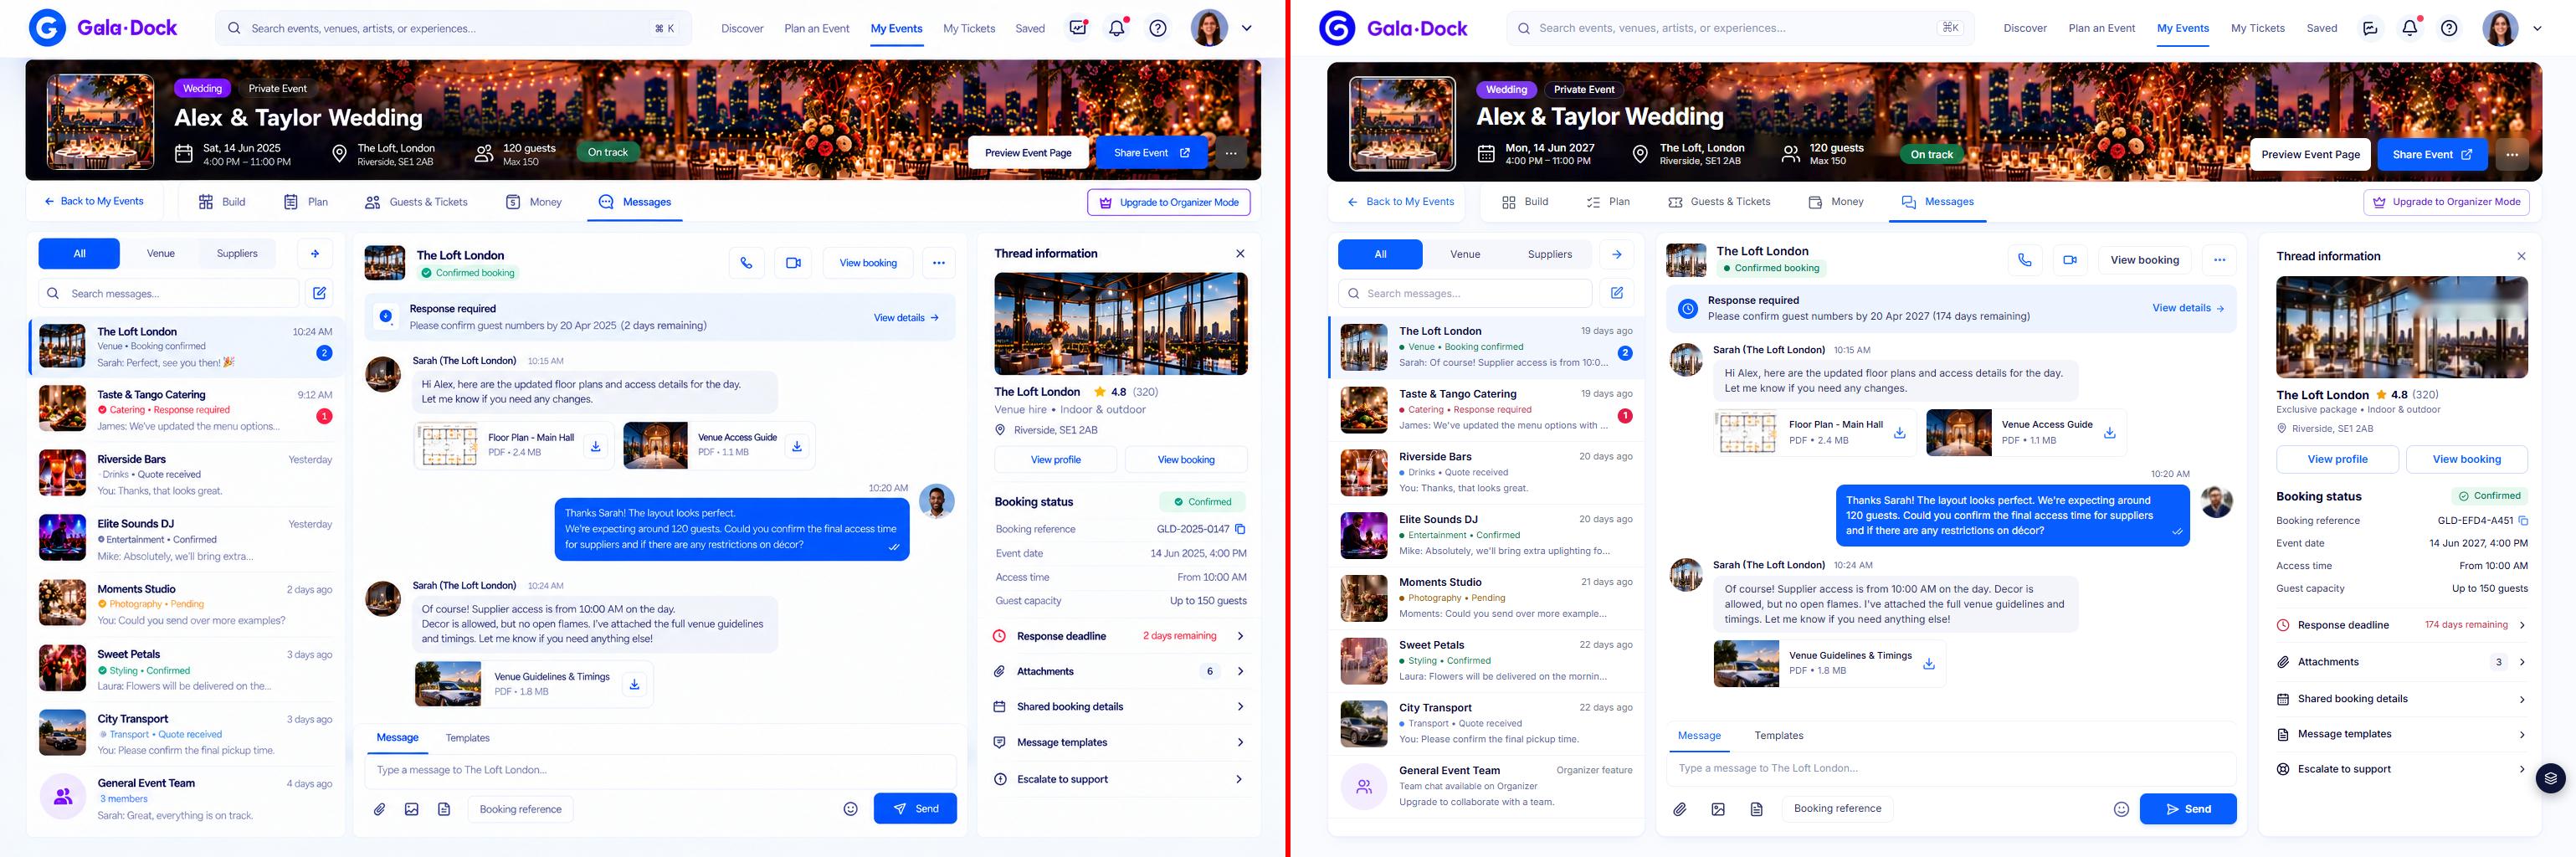 Gala·Dock
Search events, venues, artists, or experiences...
⌘ K
Discover
Plan an Event
My Events
My Tickets
Saved
Wedding
Private Event
Alex & Taylor Wedding
Sat, 14 Jun 2025
4:00 PM – 11:00 PM
The Loft, London
Riverside, SE1 2AB
120 guests
Max 150
On track
Preview Event Page
Share Event
Back to My Events
Build
Plan
Guests & Tickets
Money
Messages
Upgrade to Organizer Mode
All
Venue
Suppliers
Search messages...
The Loft London
10:24 AM
Venue • Booking confirmed
2
Sarah: Perfect, see you then! 🎉
Taste & Tango Catering
9:12 AM
Catering • Response required
1
James: We've updated the menu options...
Riverside Bars
Yesterday
Drinks • Quote received
You: Thanks, that looks great.
Elite Sounds DJ
Yesterday
Entertainment • Confirmed
Mike: Absolutely, we'll bring extra...
Moments Studio
2 days ago
Photography • Pending
You: Could you send over more examples?
Sweet Petals
3 days ago
Styling • Confirmed
Laura: Flowers will be delivered on the...
City Transport
3 days ago
Transport • Quote received
You: Please confirm the final pickup time.
General Event Team
4 days ago
3 members
Sarah: Great, everything is on track.
The Loft London
Confirmed booking
View booking
Response required
Please confirm guest numbers by 20 Apr 2025 (2 days remaining)
View details →
Sarah (The Loft London) 10:15 AM
Hi Alex, here are the updated floor plans and access details for the day.
Let me know if you need any changes.
Floor Plan - Main Hall
PDF • 2.4 MB
Venue Access Guide
PDF • 1.1 MB
10:20 AM
Thanks Sarah! The layout looks perfect.
We're expecting around 120 guests. Could you confirm the final access time
for suppliers and if there are any restrictions on décor?
Sarah (The Loft London) 10:24 AM
Of course! Supplier access is from 10:00 AM on the day.
Decor is allowed, but no open flames. I've attached the full venue guidelines
and timings. Let me know if you need anything else!
Venue Guidelines & Timings
PDF • 1.8 MB
Message
Templates
Type a message to The Loft London...
Booking reference
Send
Thread information
The Loft London
4.8 (320)
Venue hire • Indoor & outdoor
Riverside, SE1 2AB
View profile
View booking
Booking status
Confirmed
Booking reference
GLD-2025-0147
Event date
14 Jun 2025, 4:00 PM
Access time
From 10:00 AM
Guest capacity
Up to 150 guests
Response deadline
2 days remaining
Attachments
6
Shared booking details
Message templates
Escalate to support
Gala·Dock
Search events, venues, artists, or experiences...
⌘K
Discover
Plan an Event
My Events
My Tickets
Saved
Wedding
Private Event
Alex & Taylor Wedding
Mon, 14 Jun 2027
4:00 PM – 11:00 PM
The Loft, London
Riverside, SE1 2AB
120 guests
Max 150
On track
Preview Event Page
Share Event
Back to My Events
Build
Plan
Guests & Tickets
Money
Messages
Upgrade to Organizer Mode
All
Venue
Suppliers
Search messages...
The Loft London
19 days ago
Venue • Booking confirmed
2
Sarah: Of course! Supplier access is from 10:0...
Taste & Tango Catering
19 days ago
Catering • Response required
1
James: We've updated the menu options with ...
Riverside Bars
20 days ago
Drinks • Quote received
You: Thanks, that looks great.
Elite Sounds DJ
20 days ago
Entertainment • Confirmed
Mike: Absolutely, we'll bring extra uplighting fo...
Moments Studio
21 days ago
Photography • Pending
Moments: Could you send over more example...
Sweet Petals
22 days ago
Styling • Confirmed
Laura: Flowers will be delivered on the mornin...
City Transport
22 days ago
Transport • Quote received
You: Please confirm the final pickup time.
General Event Team
Organizer feature
Team chat available on Organizer
Upgrade to collaborate with a team.
The Loft London
Confirmed booking
View booking
Response required
Please confirm guest numbers by 20 Apr 2027 (174 days remaining)
View details →
Sarah (The Loft London) 10:15 AM
Hi Alex, here are the updated floor plans and access details for the day.
Let me know if you need any changes.
Floor Plan - Main Hall
PDF • 2.4 MB
Venue Access Guide
PDF • 1.1 MB
10:20 AM
Thanks Sarah! The layout looks perfect. We're expecting around
120 guests. Could you confirm the final access time for suppliers
and if there are any restrictions on décor?
Sarah (The Loft London) 10:24 AM
Of course! Supplier access is from 10:00 AM on the day. Decor is
allowed, but no open flames. I've attached the full venue guidelines and
timings. Let me know if you need anything else!
Venue Guidelines & Timings
PDF • 1.8 MB
Message
Templates
Type a message to The Loft London...
Booking reference
Send
Thread information
The Loft London
4.8 (320)
Exclusive package • Indoor & outdoor
Riverside, SE1 2AB
View profile
View booking
Booking status
Confirmed
Booking reference
GLD-EFD4-A451
Event date
14 Jun 2027, 4:00 PM
Access time
From 10:00 AM
Guest capacity
Up to 150 guests
Response deadline
174 days remaining
Attachments
3
Shared booking details
Message templates
Escalate to support